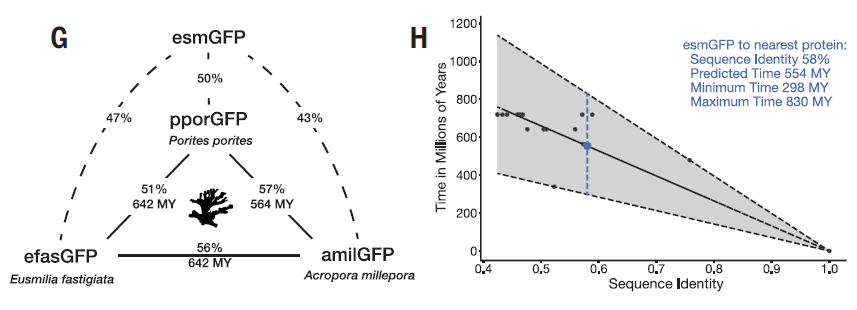 G
esmGFP
50%
47%
43%
pporGFP
Porites porites
51%
642 MY
57%
564 MY
56%
642 MY
efasGFP
Eusmilia fastigiata
amilGFP
Acropora millepora
H
Time in Millions of Years
1200
1000
800
600
400
200
0
esmGFP to nearest protein:
Sequence Identity 58%
Predicted Time 554 MY
Minimum Time 298 MY
Maximum Time 830 MY
0.4 0.5 0.6 0.7 0.8 0.9 1.0
Sequence Identity